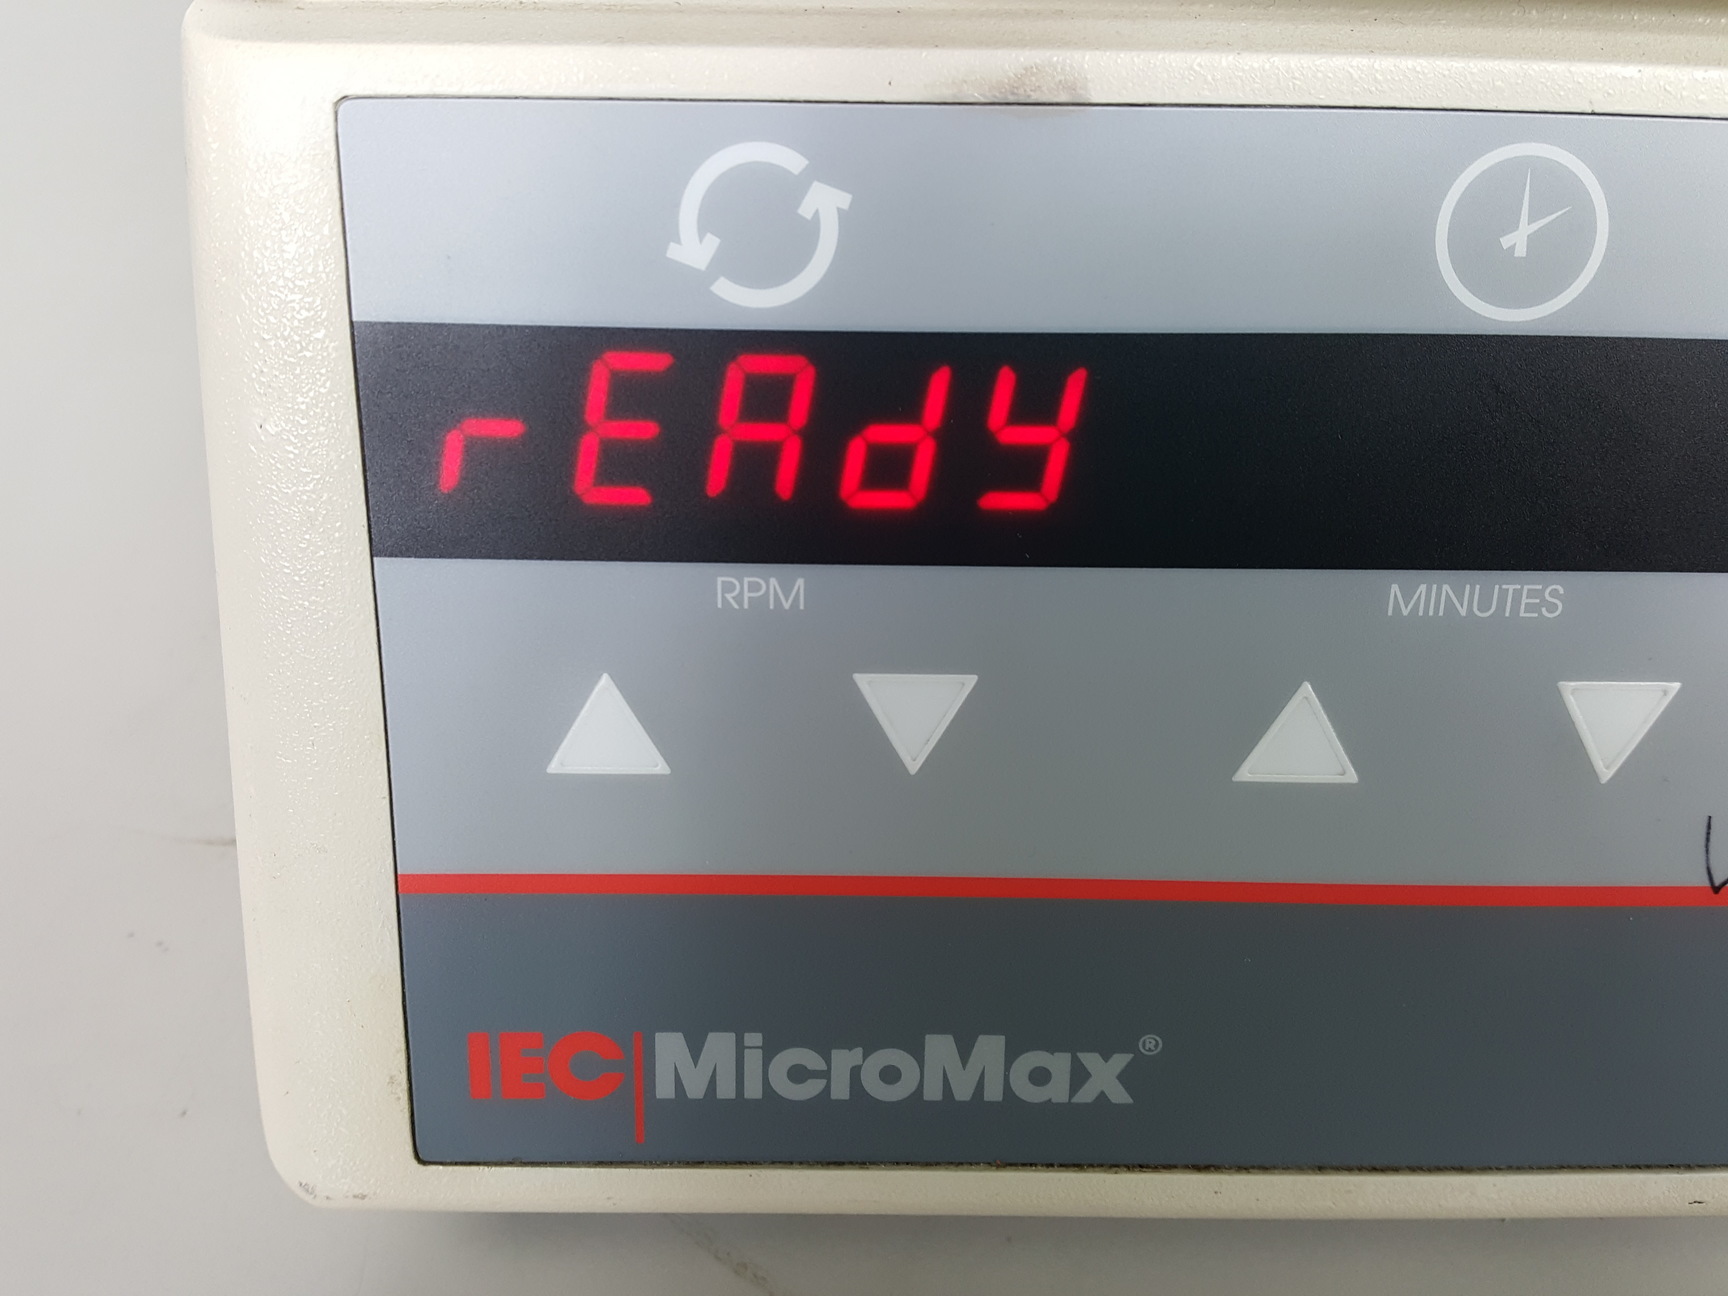 rEAdy
RPM MINUTES
IEC MicroMax®